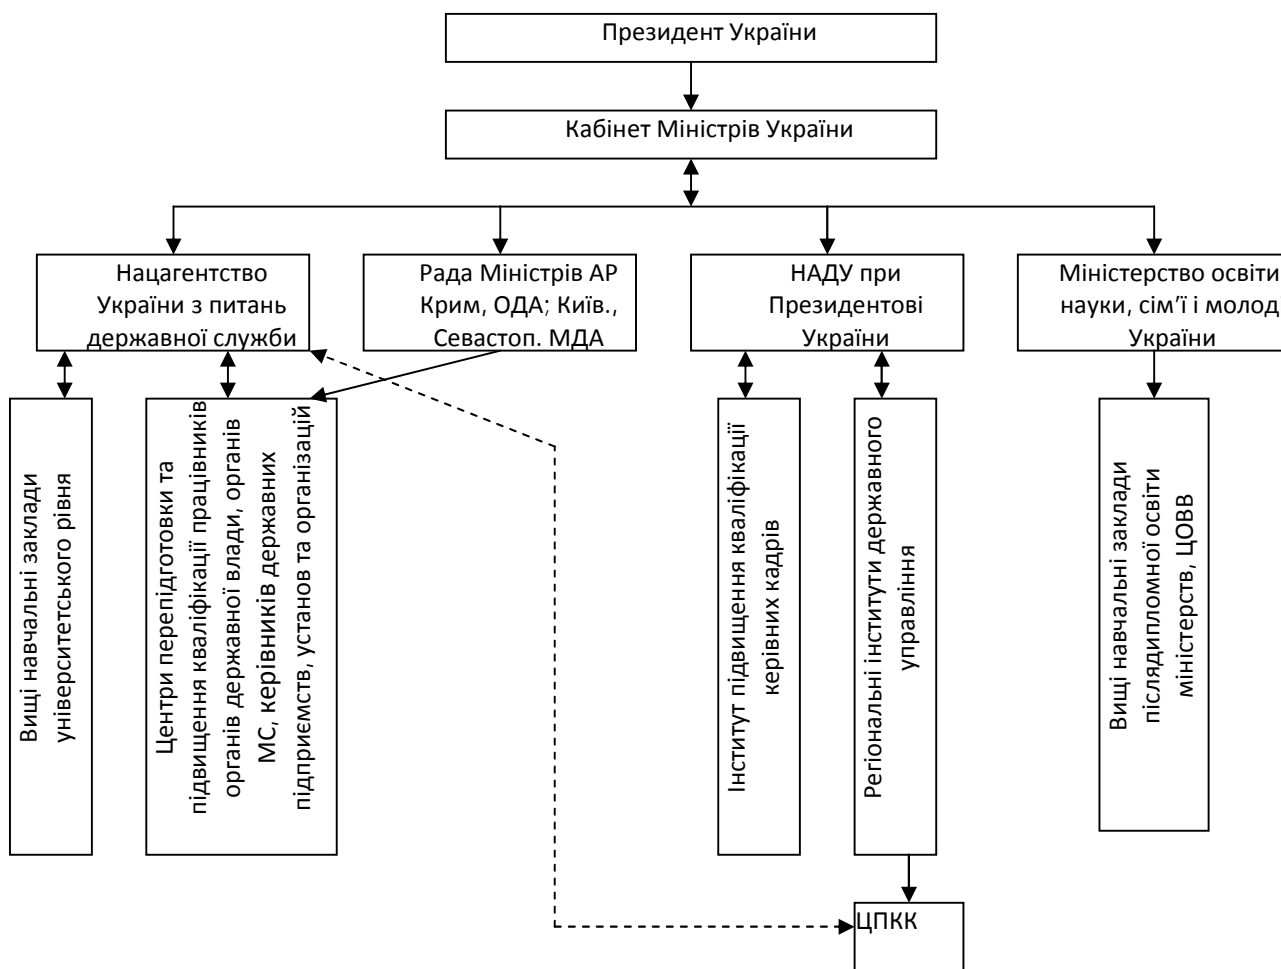 Президент України
Кабінет Міністрів України
Нацагентство
України з питань
державної служби
Рада Міністрів АР
Крим, ОДА; Київ.,
Севастоп. МДА
НАДУ при
Президентові
України
Міністерство освіти
науки, сім’ї і молоді
України
Вищі навчальні заклади
університетського рівня
Центри перепідготовки та
підвищення кваліфікації працівників
органів державної влади, органів
МС, керівників державних
підприємств, установ та організацій
Інститут підвищення кваліфікації
керівних кадрів
Регіональні інститути державного
управління
Вищі навчальні заклади
післядипломної освіти
міністерств, ЦОВВ
ЦПКК